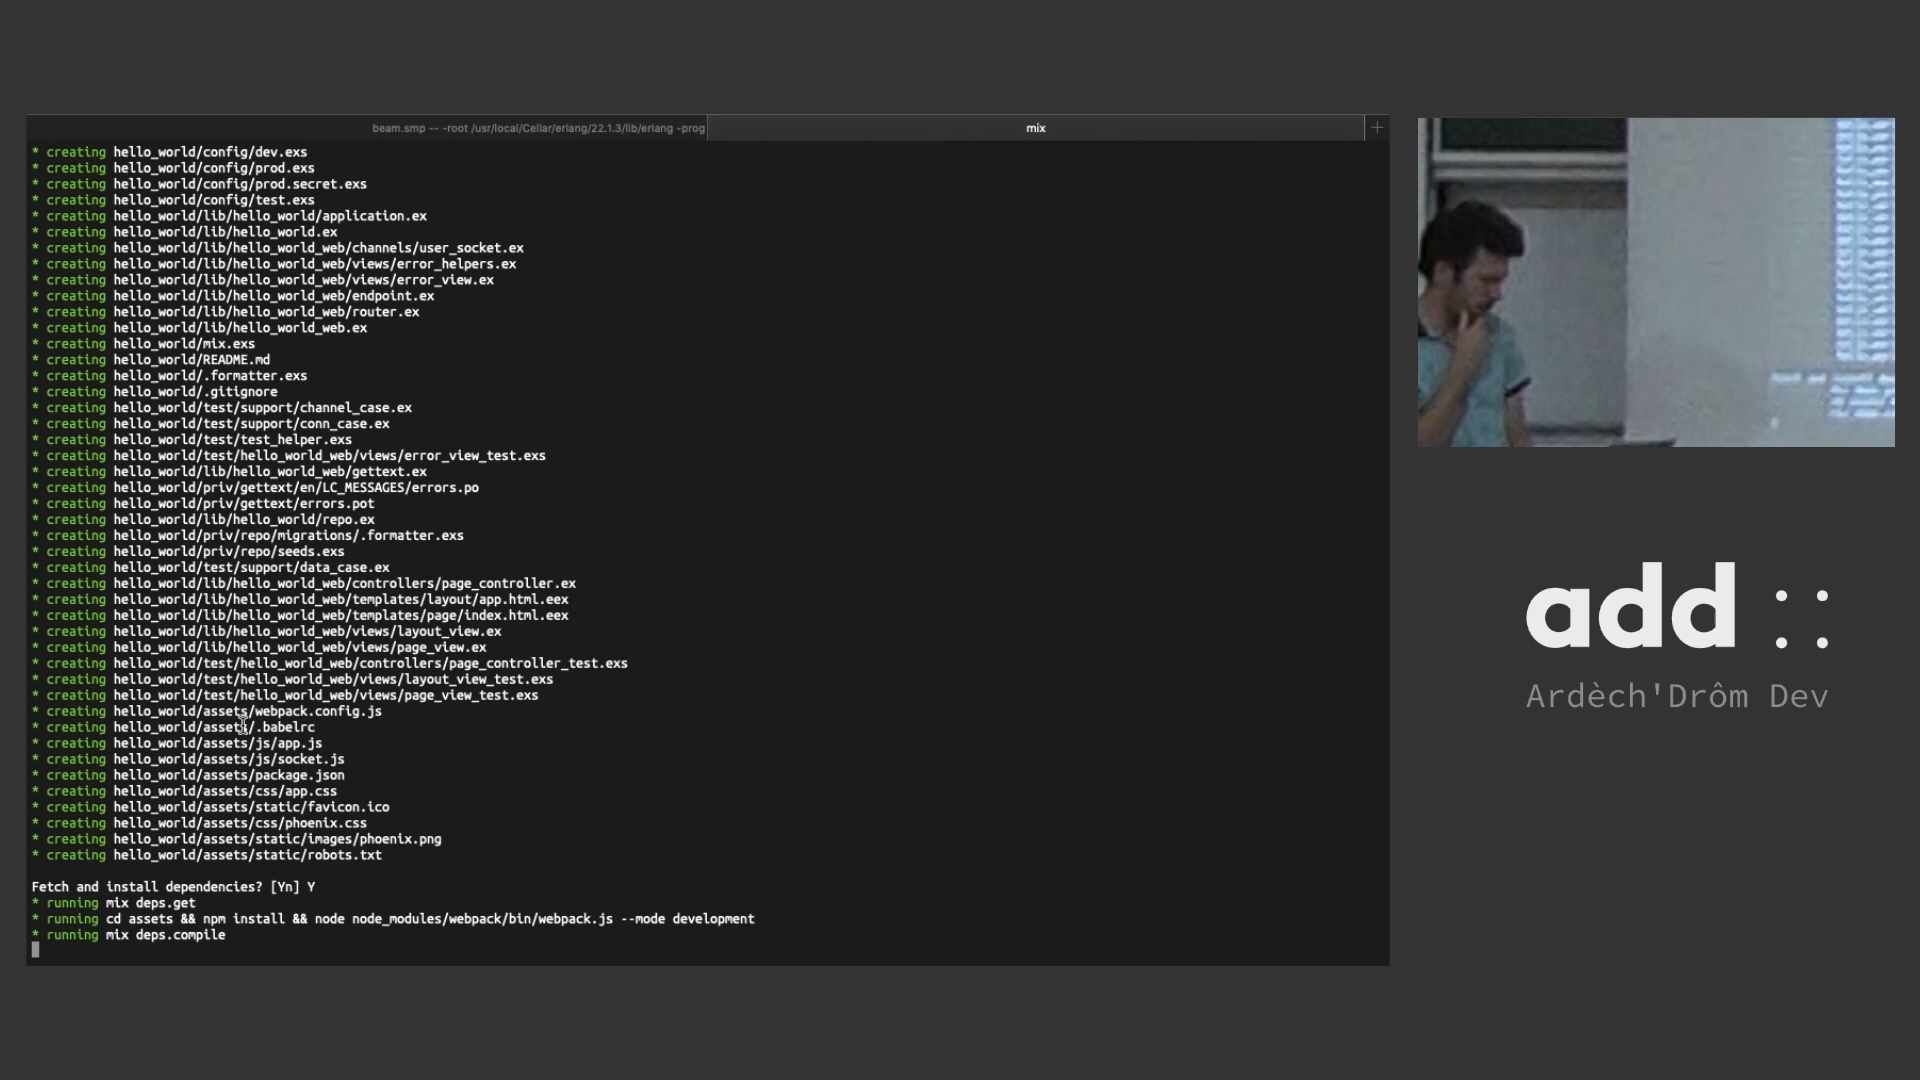 beam.smp -- -root /usr/local/Cellar/erlang/22.1.3/lib/erlang -prog
mix
* creating hello_world/config/dev.exs
* creating hello_world/config/prod.exs
* creating hello_world/config/prod.secret.exs
* creating hello_world/config/test.exs
* creating hello_world/lib/hello_world/application.ex
* creating hello_world/lib/hello_world.ex
* creating hello_world/lib/hello_world_web/channels/user_socket.ex
* creating hello_world/lib/hello_world_web/views/error_helpers.ex
* creating hello_world/lib/hello_world_web/views/error_view.ex
* creating hello_world/lib/hello_world_web/endpoint.ex
* creating hello_world/lib/hello_world_web/router.ex
* creating hello_world/lib/hello_world_web.ex
* creating hello_world/mix.exs
* creating hello_world/README.md
* creating hello_world/.formatter.exs
* creating hello_world/.gitignore
* creating hello_world/test/support/channel_case.ex
* creating hello_world/test/support/conn_case.ex
* creating hello_world/test/test_helper.exs
* creating hello_world/test/hello_world_web/views/error_view_test.exs
* creating hello_world/lib/hello_world_web/gettext.ex
* creating hello_world/priv/gettext/en/LC_MESSAGES/errors.po
* creating hello_world/priv/gettext/errors.pot
* creating hello_world/lib/hello_world/repo.ex
* creating hello_world/priv/repo/migrations/.formatter.exs
* creating hello_world/priv/repo/seeds.exs
* creating hello_world/test/support/data_case.ex
* creating hello_world/lib/hello_world_web/controllers/page_controller.ex
* creating hello_world/lib/hello_world_web/templates/layout/app.html.eex
* creating hello_world/lib/hello_world_web/templates/page/index.html.eex
* creating hello_world/lib/hello_world_web/views/layout_view.ex
* creating hello_world/lib/hello_world_web/views/page_view.ex
* creating hello_world/test/hello_world_web/controllers/page_controller_test.exs
* creating hello_world/test/hello_world_web/views/layout_view_test.exs
* creating hello_world/test/hello_world_web/views/page_view_test.exs
* creating hello_world/assets/webpack.config.js
* creating hello_world/assets/.babelrc
* creating hello_world/assets/js/app.js
* creating hello_world/assets/js/socket.js
* creating hello_world/assets/package.json
* creating hello_world/assets/css/app.css
* creating hello_world/assets/static/favicon.ico
* creating hello_world/assets/css/phoenix.css
* creating hello_world/assets/static/images/phoenix.png
* creating hello_world/assets/static/robots.txt
Fetch and install dependencies? [Yn] Y
* running mix deps.get
* running cd assets && npm install && node node_modules/webpack/bin/webpack.js --mode development
* running mix deps.compile
add ::
Ardèch'Drôm Dev